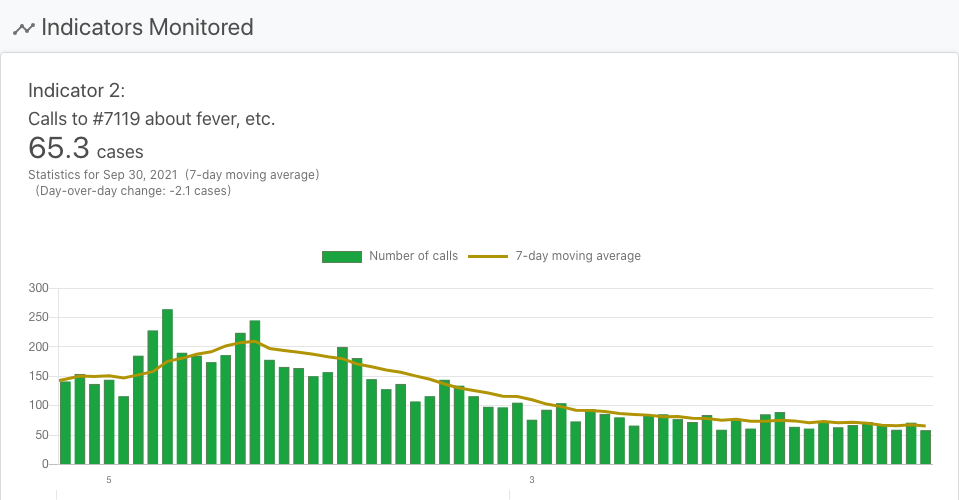 Indicators Monitored
Indicator 2:
Calls to #7119 about fever, etc.
65.3 cases
Statistics for Sep 30, 2021 (7-day moving average)
(Day-over-day change: -2.1 cases)
Number of calls 7-day moving average
300
250
200
150
100
50
0
5 3